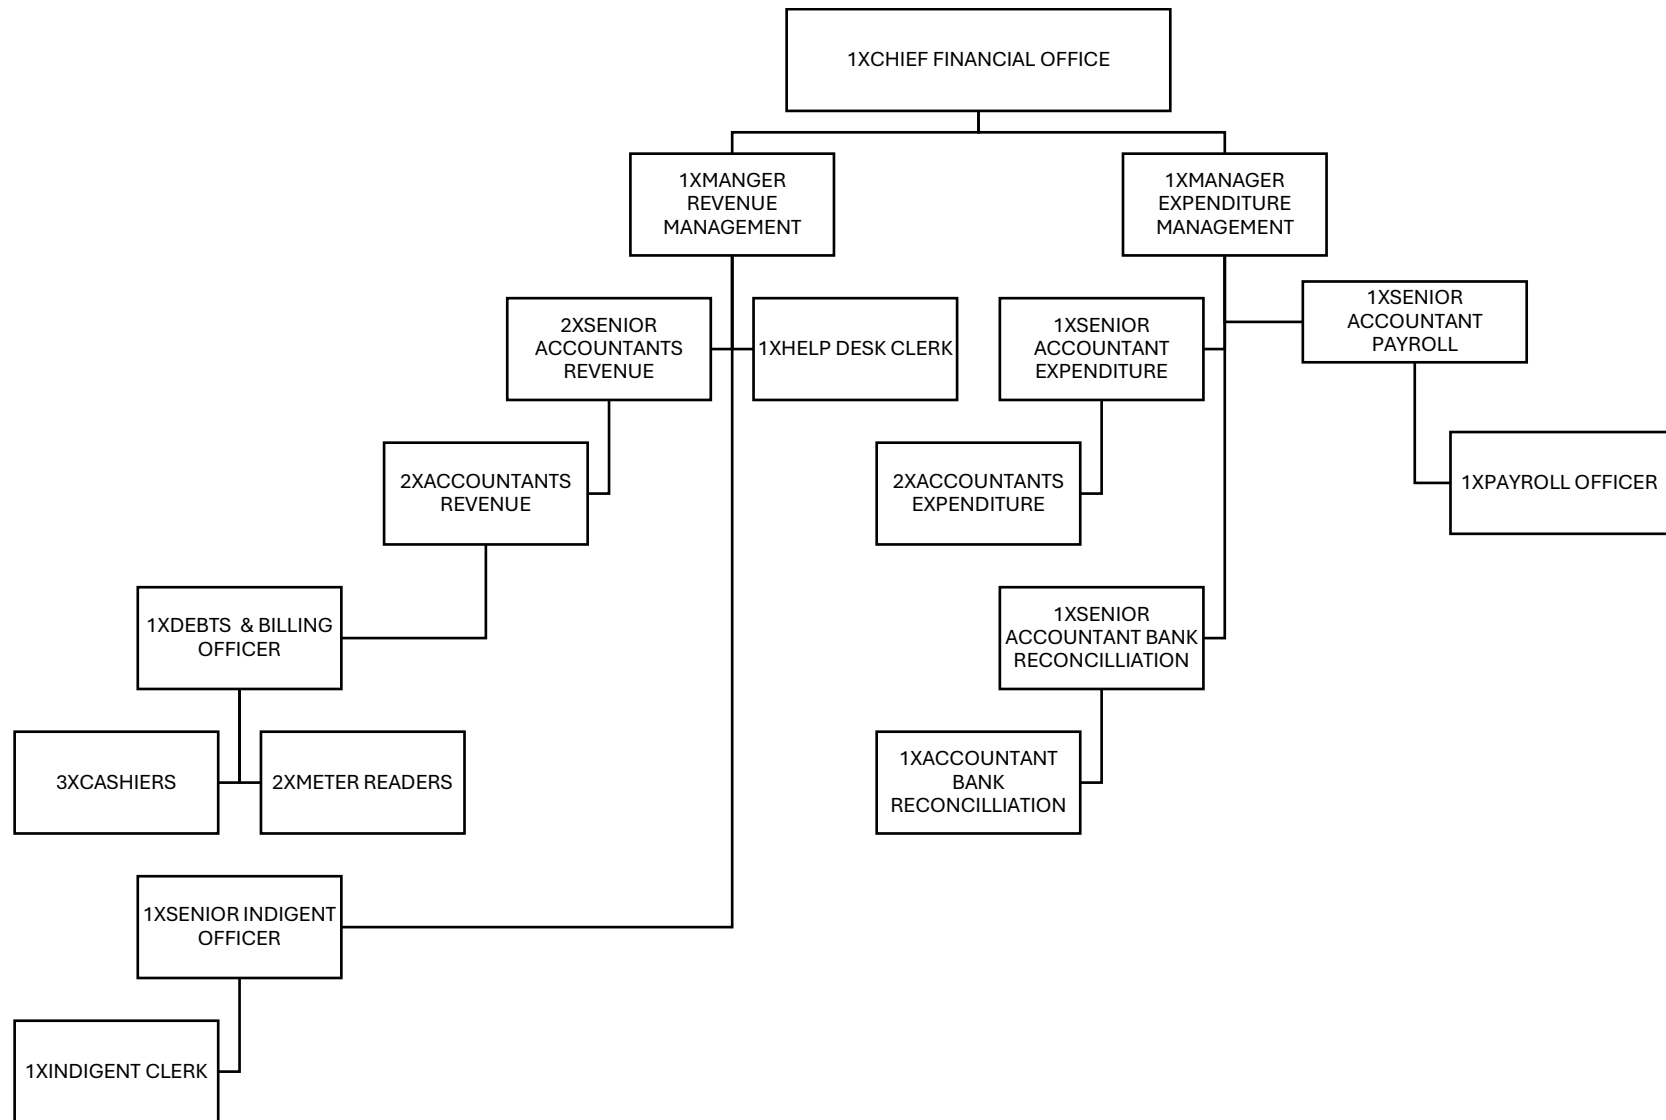 1XCHIEF FINANCIAL OFFICE
1XMANGER
REVENUE
MANAGEMENT
1XMANAGER
EXPENDITURE
MANAGEMENT
2XSENIOR
ACCOUNTANTS
REVENUE
1XHELP DESK CLERK
1XSENIOR
ACCOUNTANT
EXPENDITURE
1XSENIOR
ACCOUNTANT
PAYROLL
2XACCOUNTANTS
REVENUE
2XACCOUNTANTS
EXPENDITURE
1XPAYROLL OFFICER
1XDEBTS  & BILLING
OFFICER
1XSENIOR
ACCOUNTANT BANK
RECONCILLIATION
3XCASHIERS
2XMETER READERS
1XACCOUNTANT
BANK
RECONCILLIATION
1XSENIOR INDIGENT
OFFICER
1XINDIGENT CLERK